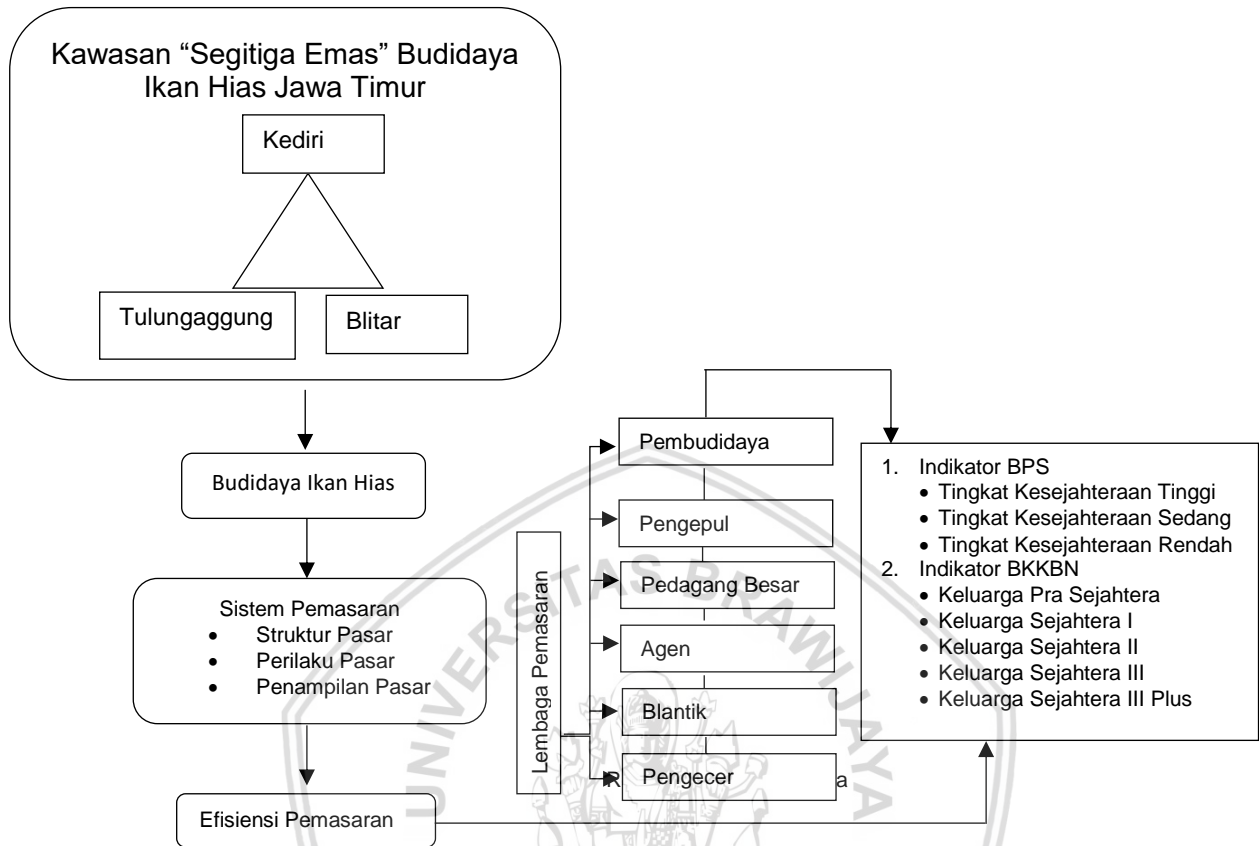 Kawasan “Segitiga Emas” Budidaya
Ikan Hias Jawa Timur
Kediri
Tulungaggung
Blitar
Budidaya Ikan Hias
Sistem Pemasaran
• Struktur Pasar
• Perilaku Pasar
• Penampilan Pasar
Efisiensi Pemasaran
Lembaga Pemasaran
Pembudidaya
Pengepul
Pedagang Besar
Agen
Blantik
Pengecer
1. Indikator BPS
• Tingkat Kesejahteraan Tinggi
• Tingkat Kesejahteraan Sedang
• Tingkat Kesejahteraan Rendah
2. Indikator BKKBN
• Keluarga Pra Sejahtera
• Keluarga Sejahtera I
• Keluarga Sejahtera II
• Keluarga Sejahtera III
• Keluarga Sejahtera III Plus
UNIVERSITAS BRAWIJAYA